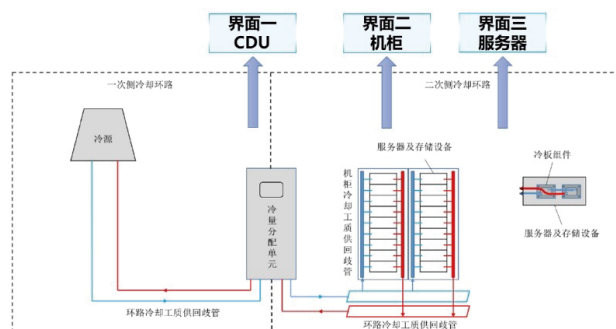 界面一
CDU
界面二
机柜
界面三
服务器
一次侧冷却环路
二次侧冷却环路
冷源
服务器及存储设备
机柜冷却工质供回歧管
冷量分配单元
冷板组件
服务器及存储设备
环路冷却工质供回歧管
环路冷却工质供回歧管